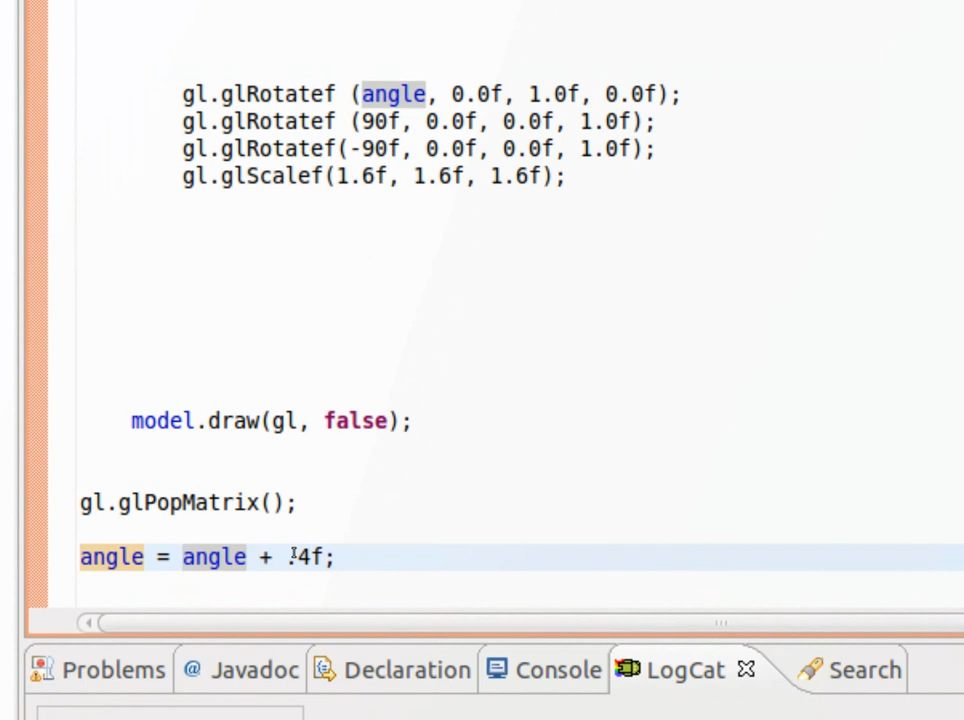 gl.glRotatef (angle, 0.0f, 1.0f, 0.0f);
gl.glRotatef (90f, 0.0f, 0.0f, 1.0f);
gl.glRotatef(-90f, 0.0f, 0.0f, 1.0f);
gl.glScalef(1.6f, 1.6f, 1.6f);
model.draw(gl, false);
gl.glPopMatrix();
angle = angle + .4f;
Problems @ Javadoc Declaration Console LogCat Search